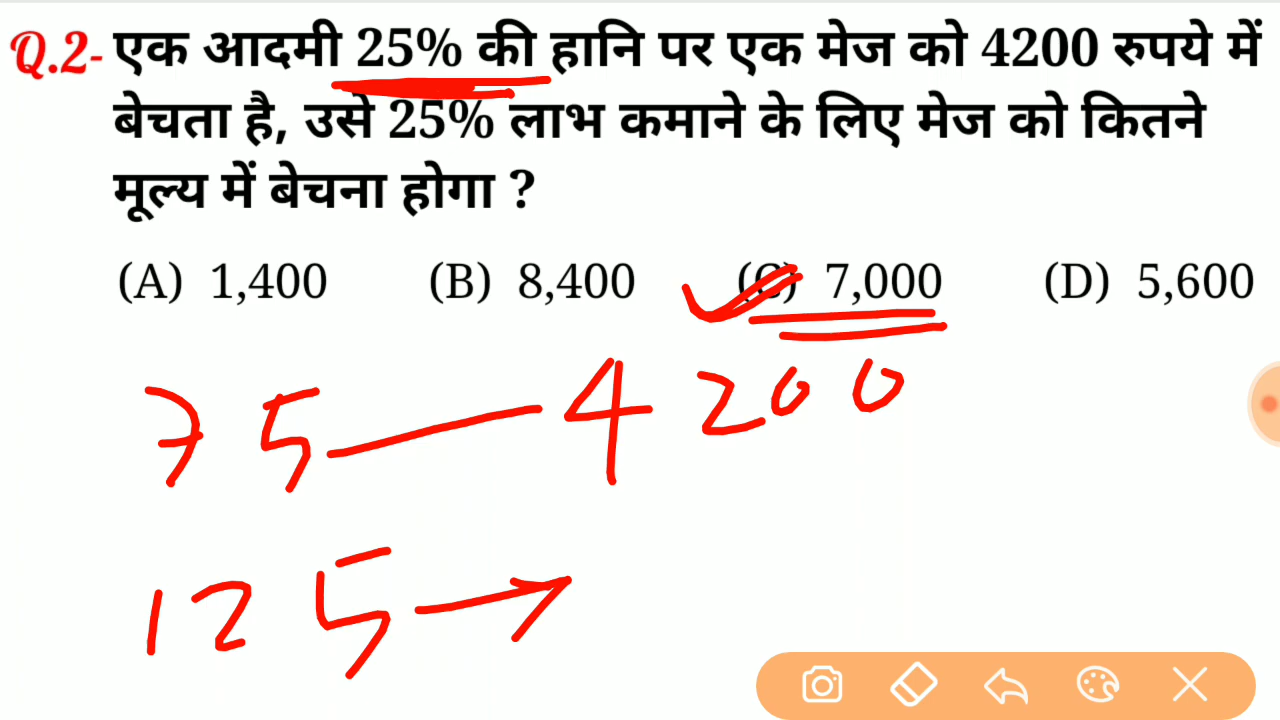 Q.2- एक आदमी 25% की हानि पर एक मेज को 4200 रुपये में
बेचता है, उसे 25% लाभ कमाने के लिए मेज को कितने
मूल्य में बेचना होगा ?
(A) 1,400 (B) 8,400 (C) 7,000 (D) 5,600
75 — 4200
125 →